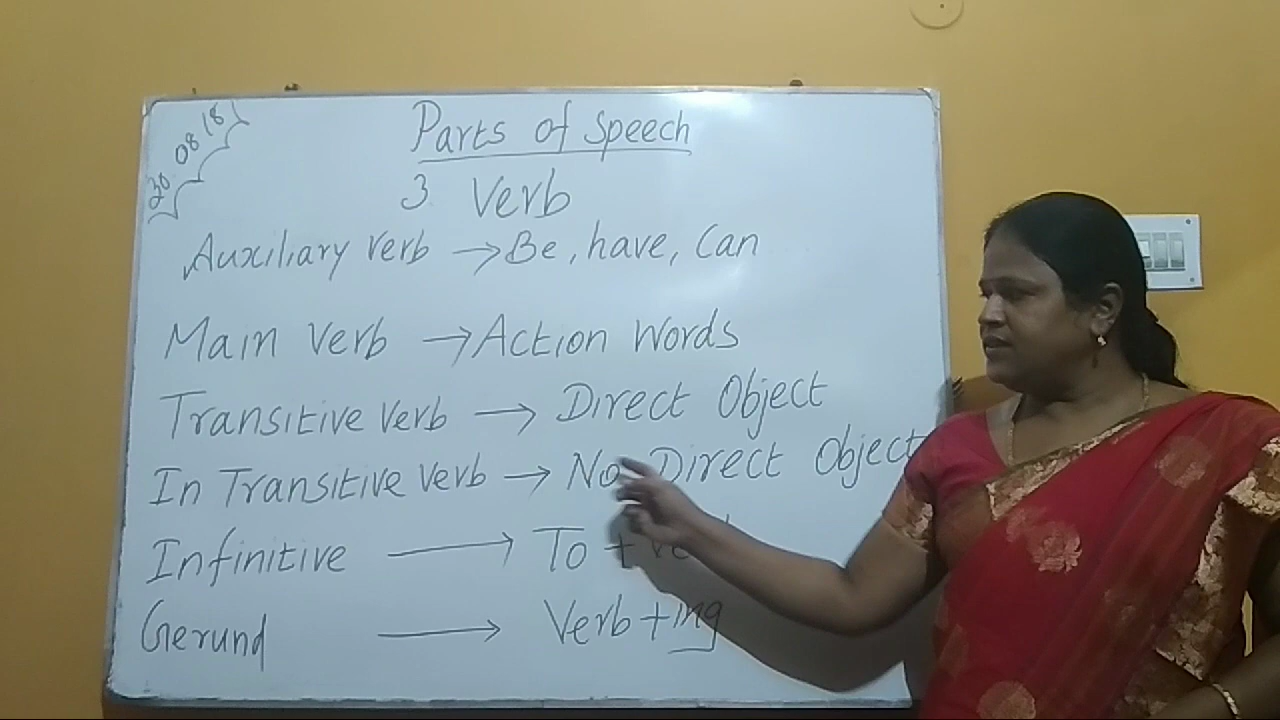 30 08 18
Parts of Speech
3 Verb
Auxiliary verb → Be, have, Can
Main Verb → Action Words
Transitive verb → Direct Object
In Transitive verb → No Direct Object
Infinitive → To +
Gerund → Verb + ing